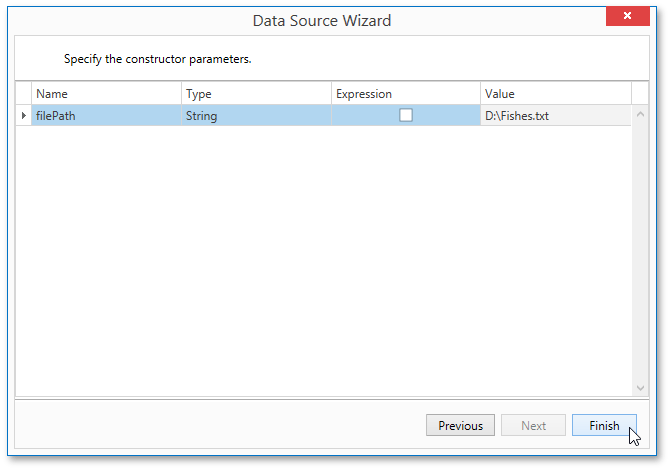 Data Source Wizard
Specify the constructor parameters.
Name Type Expression Value
filePath String D:\Fishes.txt
Previous Next Finish